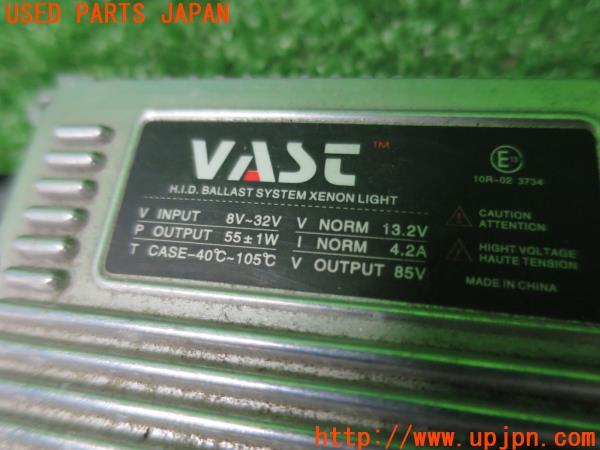 USED PARTS JAPAN
VAST ™
H.I.D. BALLAST SYSTEM XENON LIGHT
V INPUT 8V~32V V NORM 13.2V
P OUTPUT 55±1W I NORM 4.2A
T CASE-40℃~105℃ V OUTPUT 85V
E13
10R-02 3734
CAUTION
ATTENTION
HIGHT VOLTAGE
HAUTE TENSION
MADE IN CHINA
http://www.upjpn.com